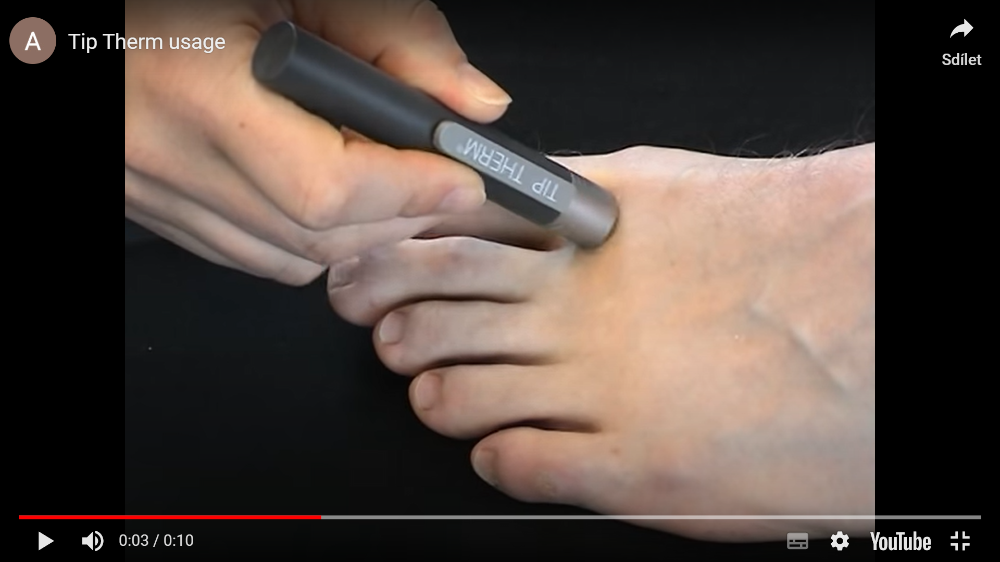 A
Tip Therm usage
Sdílet
TIP THERM®
0:03 / 0:10
YouTube